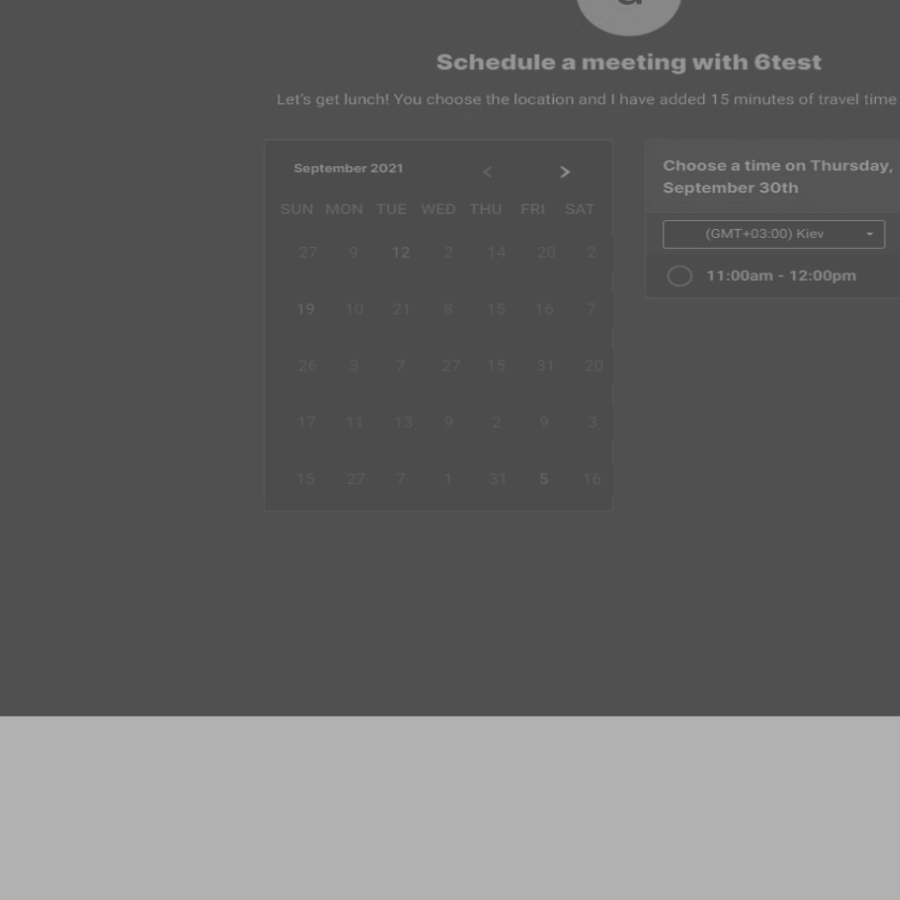 Schedule a meeting with 6test
Let's get lunch! You choose the location and I have added 15 minutes of travel time
September 2021 < >
SUN MON TUE WED THU FRI SAT
27 9 12 2 14 20 2
19 10 21 8 15 16 7
26 3 7 27 15 31 20
17 11 13 9 2 9 3
15 27 7 1 31 5 16
Choose a time on Thursday,
September 30th
(GMT+03:00) Kiev
11:00am - 12:00pm